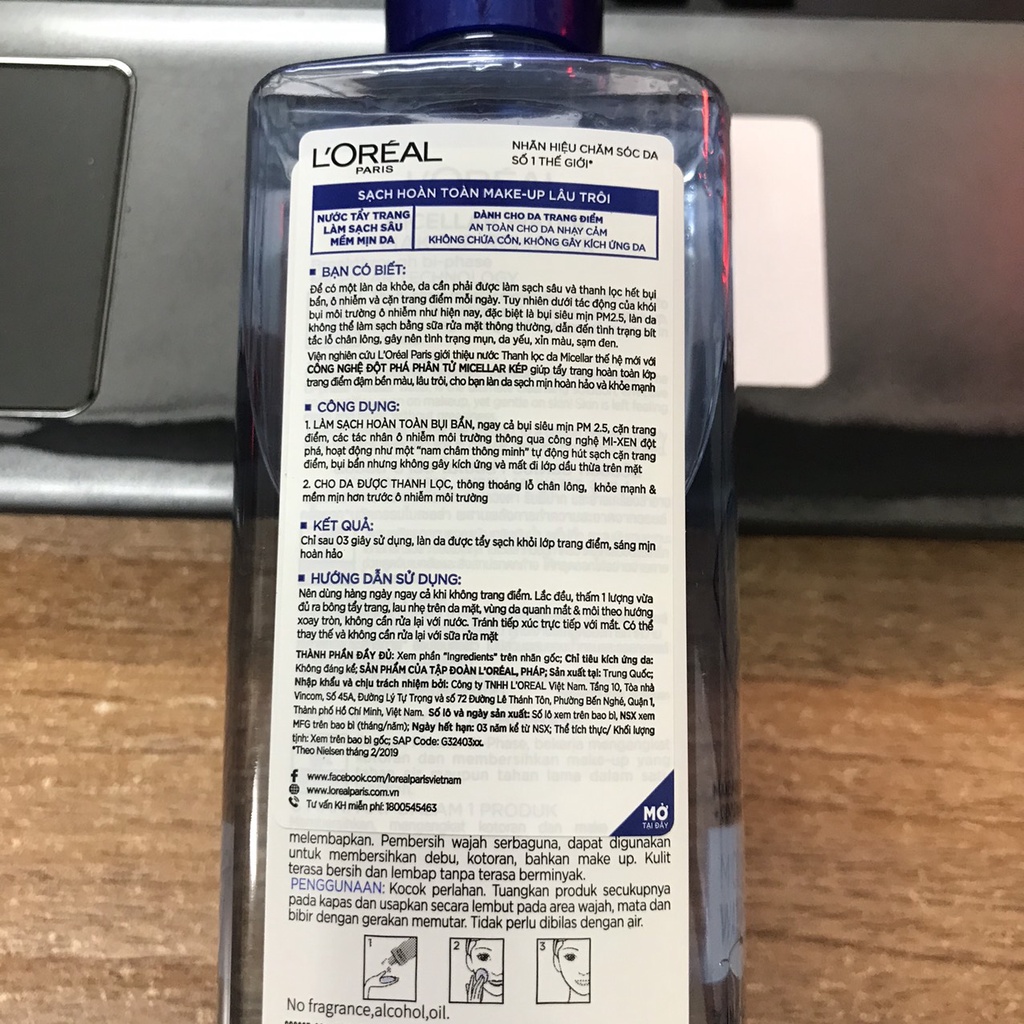 L'ORÉAL
PARIS
NHÃN HIỆU CHĂM SÓC DA
SỐ 1 THẾ GIỚI*
SẠCH HOÀN TOÀN MAKE-UP LÂU TRÔI
NƯỚC TẨY TRANG
LÀM SẠCH SÂU
MỀM MỊN DA
DÀNH CHO DA TRANG ĐIỂM
AN TOÀN CHO DA NHẠY CẢM
KHÔNG CHỨA CỒN, KHÔNG GÂY KÍCH ỨNG DA
▪ BẠN CÓ BIẾT:
Để có một làn da khỏe, da cần phải được làm sạch sâu và thanh lọc hết bụi
bẩn, ô nhiễm và cặn trang điểm mỗi ngày. Tuy nhiên dưới tác động của khói
bụi môi trường ô nhiễm như hiện nay, đặc biệt là bụi siêu mịn PM2.5, làn da
không thể làm sạch bằng sữa rửa mặt thông thường, dẫn đến tình trạng bít
tắc lỗ chân lông, gây nên tình trạng mụn, da yếu, xỉn màu, sạm đen.
Viện nghiên cứu L'Oréal Paris giới thiệu nước Thanh lọc da Micellar thế hệ mới với
CÔNG NGHỆ ĐỘT PHÁ PHÂN TỬ MICELLAR KÉP giúp tẩy trang hoàn toàn lớp
trang điểm đậm bền màu, lâu trôi, cho bạn làn da sạch mịn hoàn hảo và khỏe mạnh
▪ CÔNG DỤNG:
1. LÀM SẠCH HOÀN TOÀN BỤI BẨN, ngay cả bụi siêu mịn PM 2.5, cặn trang
điểm, các tác nhân ô nhiễm môi trường thông qua công nghệ MI-XEN đột
phá, hoạt động như một "nam châm thông minh" tự động hút sạch cặn trang
điểm, bụi bẩn nhưng không gây kích ứng và mất đi lớp dầu thừa trên mặt
2. CHO DA ĐƯỢC THANH LỌC, thông thoáng lỗ chân lông, khỏe mạnh &
mềm mịn hơn trước ô nhiễm môi trường
▪ KẾT QUẢ:
Chỉ sau 03 giây sử dụng, làn da được tẩy sạch khỏi lớp trang điểm, sáng mịn
hoàn hảo
▪ HƯỚNG DẪN SỬ DỤNG:
Nên dùng hàng ngày ngay cả khi không trang điểm. Lắc đều, thấm 1 lượng vừa
đủ ra bông tẩy trang, lau nhẹ trên da mặt, vùng da quanh mắt & môi theo hướng
xoay tròn, không cần rửa lại với nước. Tránh tiếp xúc trực tiếp với mắt. Có thể
thay thế và không cần rửa lại với sữa rửa mặt
THÀNH PHẦN ĐẦY ĐỦ: Xem phần "Ingredients" trên nhãn gốc; Chỉ tiêu kích ứng da:
Không đáng kể; SẢN PHẨM CỦA TẬP ĐOÀN L'ORÉAL, PHÁP; Sản xuất tại: Trung Quốc;
Nhập khẩu và chịu trách nhiệm bởi: Công ty TNHH L'OREAL Việt Nam. Tầng 10, Tòa nhà
Vincom, Số 45A, Đường Lý Tự Trọng và số 72 Đường Lê Thánh Tôn, Phường Bến Nghé, Quận 1,
Thành phố Hồ Chí Minh, Việt Nam. Số lô và ngày sản xuất: Số lô xem trên bao bì, NSX xem
MFG trên bao bì (tháng/năm); Ngày hết hạn: 03 năm kể từ NSX; Thể tích thực/ Khối lượng
tịnh: Xem trên bao bì gốc; SAP Code: G32403xx.
*Theo Nielsen tháng 2/2019
www.facebook.com/lorealparisvietnam
www.lorealparis.com.vn
Tư vấn KH miễn phí: 1800545463
MỞ
TẠI ĐÂY
melembapkan. Pembersih wajah serbaguna, dapat digunakan
untuk membersihkan debu, kotoran, bahkan make up. Kulit
terasa bersih dan lembap tanpa terasa berminyak.
PENGGUNAAN: Kocok perlahan. Tuangkan produk secukupnya
pada kapas dan usapkan secara lembut pada area wajah, mata dan
bibir dengan gerakan memutar. Tidak perlu dibilas dengan air.
1 2 3
No fragrance,alcohol,oil.